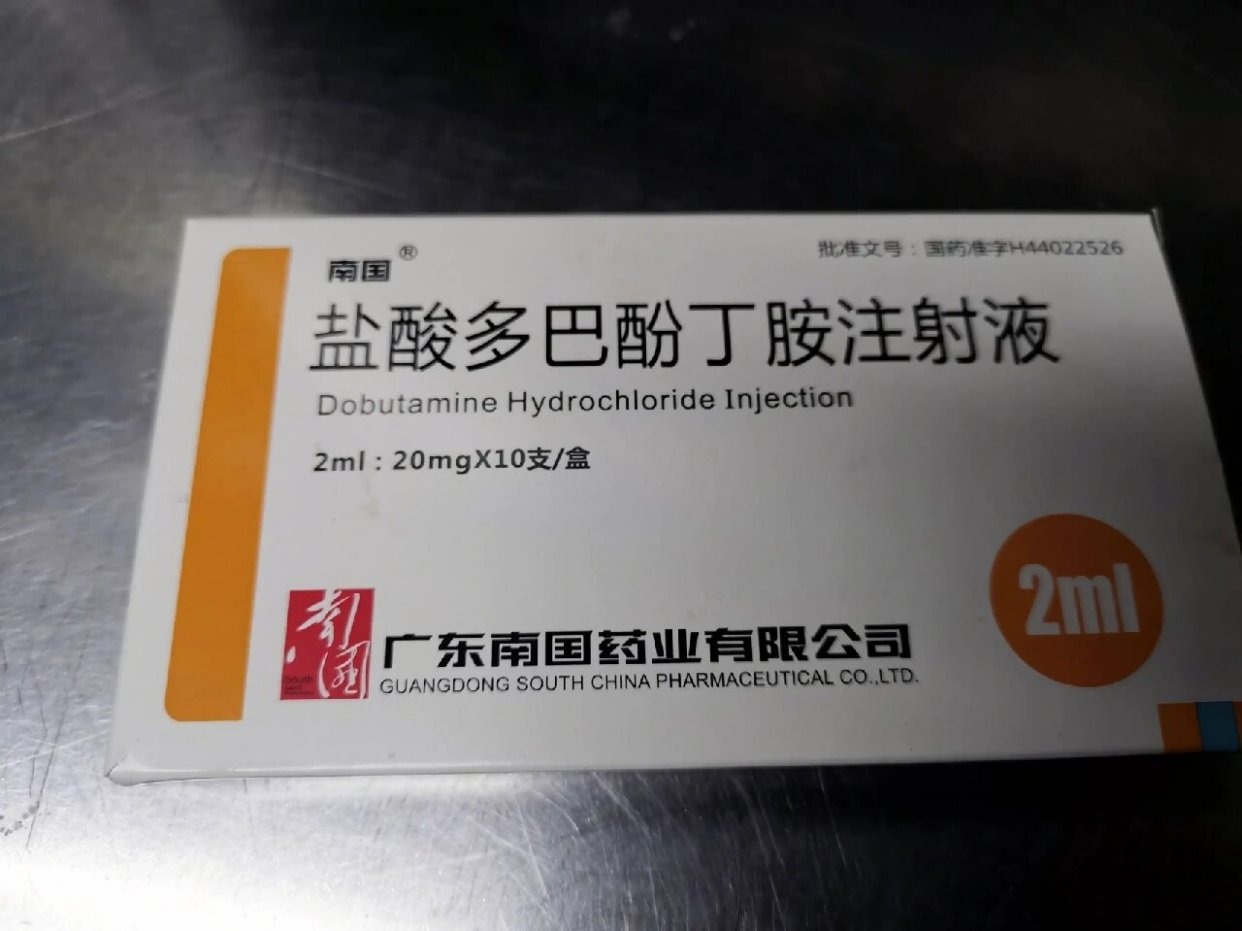 南国®
批准文号：国药准字H44022526
盐酸多巴酚丁胺注射液
Dobutamine Hydrochloride Injection
2ml：20mgX10支/盒
2ml
南國
South
广东南国药业有限公司
GUANGDONG SOUTH CHINA PHARMACEUTICAL CO.,LTD.